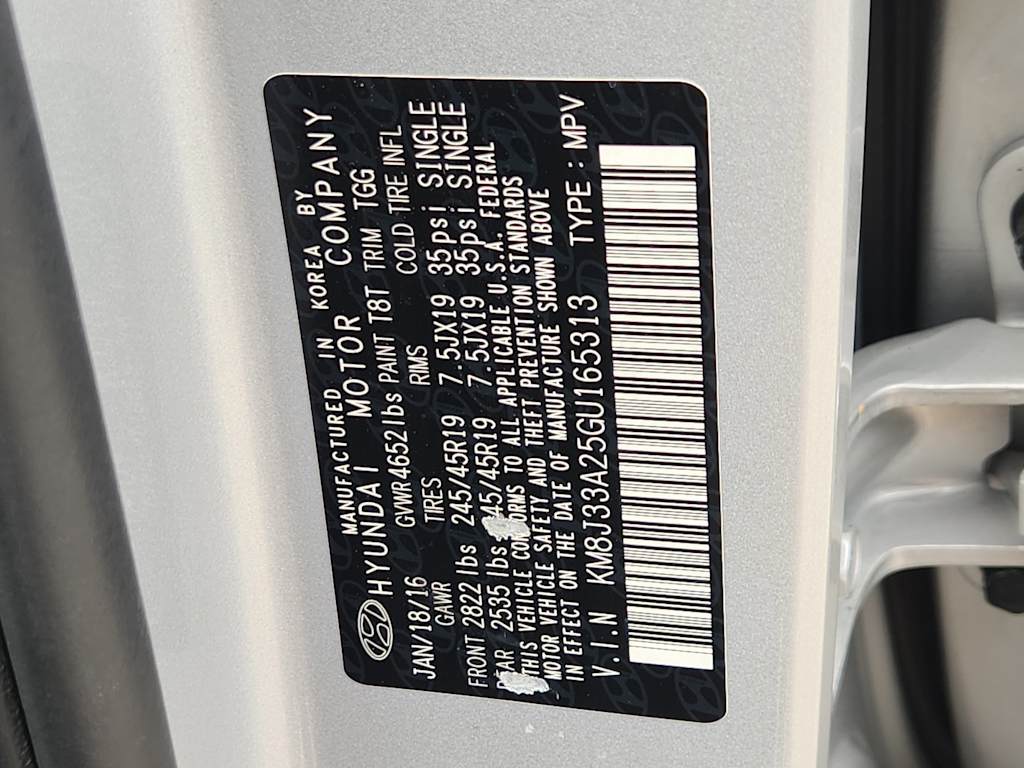 MANUFACTURED IN KOREA BY
HYUNDAI MOTOR COMPANY
JAN/18/16 GVWR 4652 lbs PAINT T8T TRIM TGG
GAWR TIRES RIMS COLD TIRE INFL
FRONT 2822 lbs 245/45R19 7.5JX19 35psi SINGLE
2535 lbs 45/45R19 7.5JX19 35psi SINGLE
THIS VEHICLE CONFORMS TO ALL APPLICABLE U.S.A. FEDERAL
MOTOR VEHICLE SAFETY AND THEFT PREVENTION STANDARDS
IN EFFECT ON THE DATE OF MANUFACTURE SHOWN ABOVE
V.I.N KM8J33A25GU165313 TYPE : MPV